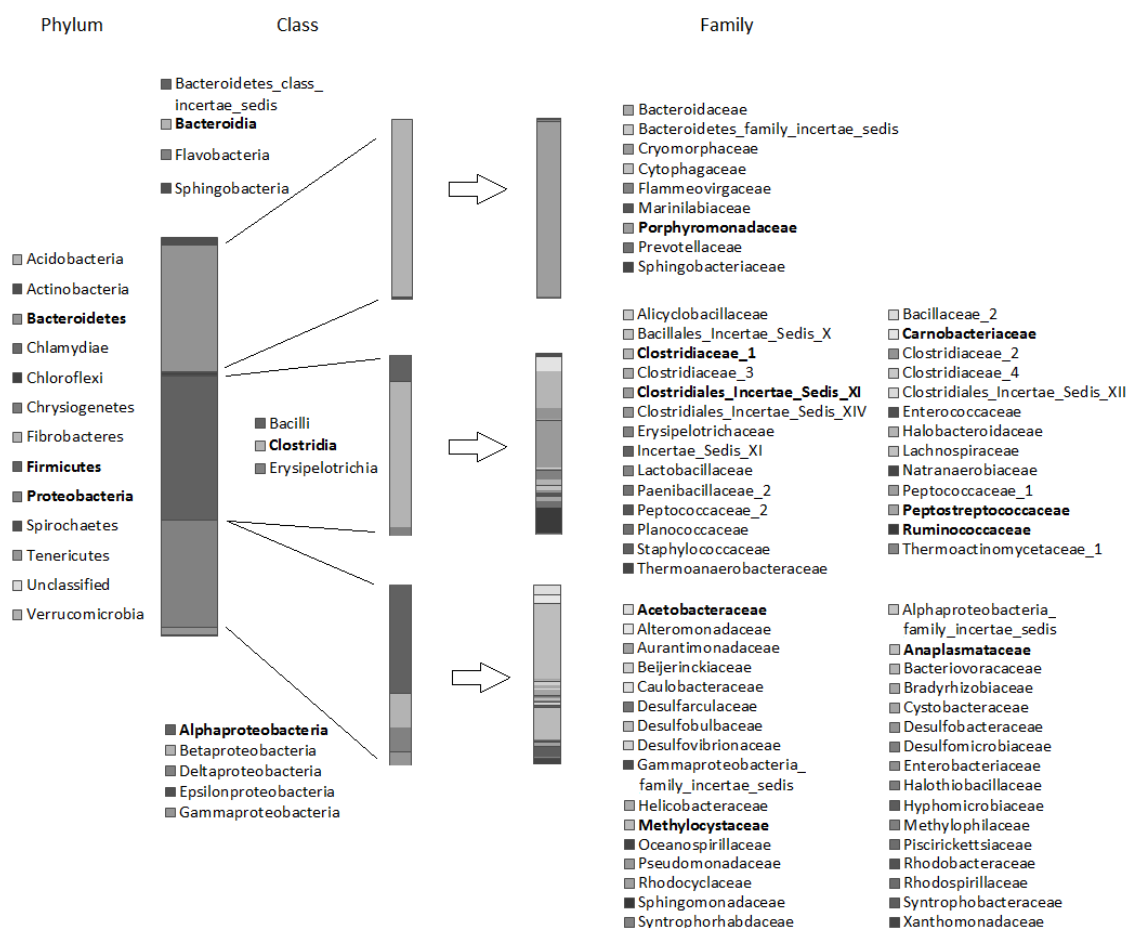 Phylum
Class
Family
Bacteroidetes_class_
incertae_sedis
Bacteroidia
Flavobacteria
Sphingobacteria
Acidobacteria
Actinobacteria
Bacteroidetes
Chlamydiae
Chloroflexi
Chrysiogenetes
Fibrobacteres
Firmicutes
Proteobacteria
Spirochaetes
Tenericutes
Unclassified
Verrucomicrobia
Bacilli
Clostridia
Erysipelotrichia
Alphaproteobacteria
Betaproteobacteria
Deltaproteobacteria
Epsilonproteobacteria
Gammaproteobacteria
Bacteroidaceae
Bacteroidetes_family_incertae_sedis
Cryomorphaceae
Cytophagaceae
Flammeovirgaceae
Marinilabiaceae
Porphyromonadaceae
Prevotellaceae
Sphingobacteriaceae
Alicyclobacillaceae
Bacillales_Incertae_Sedis_X
Clostridiaceae_1
Clostridiaceae_3
Clostridiales_Incertae_Sedis_XI
Clostridiales_Incertae_Sedis_XIV
Erysipelotrichaceae
Incertae_Sedis_XI
Lactobacillaceae
Paenibacillaceae_2
Peptococcaceae_2
Planococcaceae
Staphylococcaceae
Thermoanaerobacteraceae
Bacillaceae_2
Carnobacteriaceae
Clostridiaceae_2
Clostridiaceae_4
Clostridiales_Incertae_Sedis_XII
Enterococcaceae
Halobacteroidaceae
Lachnospiraceae
Natranaerobiaceae
Peptococcaceae_1
Peptostreptococcaceae
Ruminococcaceae
Thermoactinomycetaceae_1
Acetobacteraceae
Alteromonadaceae
Aurantimonadaceae
Beijerinckiaceae
Caulobacteraceae
Desulfarculaceae
Desulfobulbaceae
Desulfovibrionaceae
Gammaproteobacteria_
family_incertae_sedis
Helicobacteraceae
Methylocystaceae
Oceanospirillaceae
Pseudomonadaceae
Rhodocyclaceae
Sphingomonadaceae
Syntrophorhabdaceae
Alphaproteobacteria_
family_incertae_sedis
Anaplasmataceae
Bacteriovoracaceae
Bradyrhizobiaceae
Cystobacteraceae
Desulfobacteraceae
Desulfomicrobiaceae
Enterobacteriaceae
Halothiobacillaceae
Hyphomicrobiaceae
Methylophilaceae
Piscirickettsiaceae
Rhodobacteraceae
Rhodospirillaceae
Syntrophobacteraceae
Xanthomonadaceae